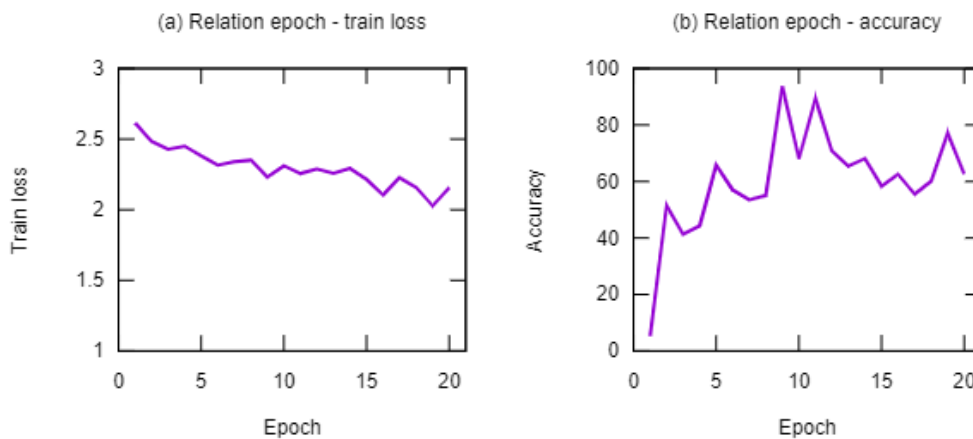 (a) Relation epoch - train loss
3
2.5
2
1.5
1
0 5 10 15 20
Train loss
Epoch
(b) Relation epoch - accuracy
100
80
60
40
20
0
0 5 10 15 20
Accuracy
Epoch